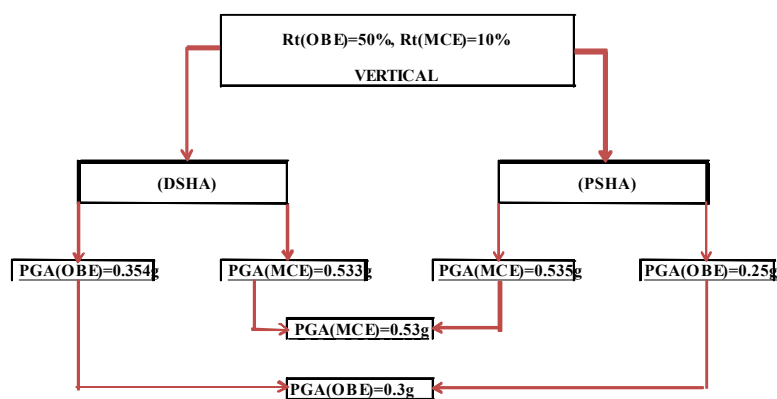 Rt(OBE)=50%, Rt(MCE)=10%
VERTICAL
(DSHA)
(PSHA)
PGA(OBE)=0.354g
PGA(MCE)=0.533g
PGA(MCE)=0.535g
PGA(OBE)=0.25g
PGA(MCE)=0.53g
PGA(OBE)=0.3g